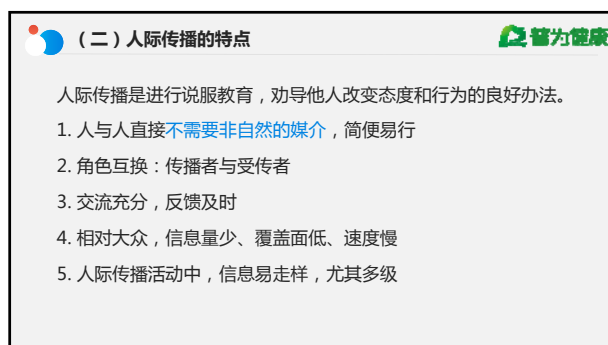 （二）人际传播的特点
普为健康
人际传播是进行说服教育，劝导他人改变态度和行为的良好办法。
1. 人与人直接不需要非自然的媒介，简便易行
2. 角色互换：传播者与受传者
3. 交流充分，反馈及时
4. 相对大众，信息量少、覆盖面低、速度慢
5. 人际传播活动中，信息易走样，尤其多级